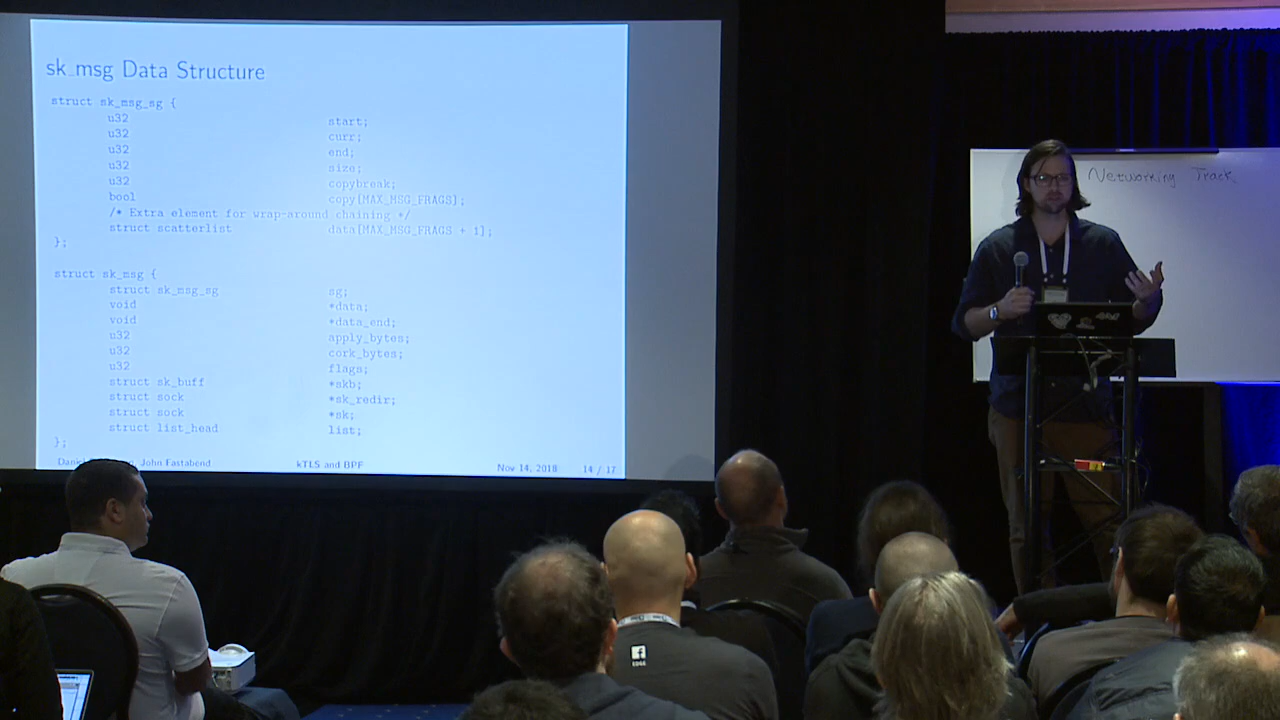 sk_msg Data Structure
struct sk_msg_sg {
u32 start;
u32 curr;
u32 end;
u32 size;
u32 copybreak;
bool copy[MAX_MSG_FRAGS];
/* Extra element for wrap-around chaining */
struct scatterlist data[MAX_MSG_FRAGS + 1];
};
struct sk_msg {
struct sk_msg_sg sg;
void *data;
void *data_end;
u32 apply_bytes;
u32 cork_bytes;
u32 flags;
struct sk_buff *skb;
struct sock *sk_redir;
struct sock *sk;
struct list_head list;
};
John Fastabend kTLS and BPF Nov 14, 2018 14 / 17
Networking Track
EDGE